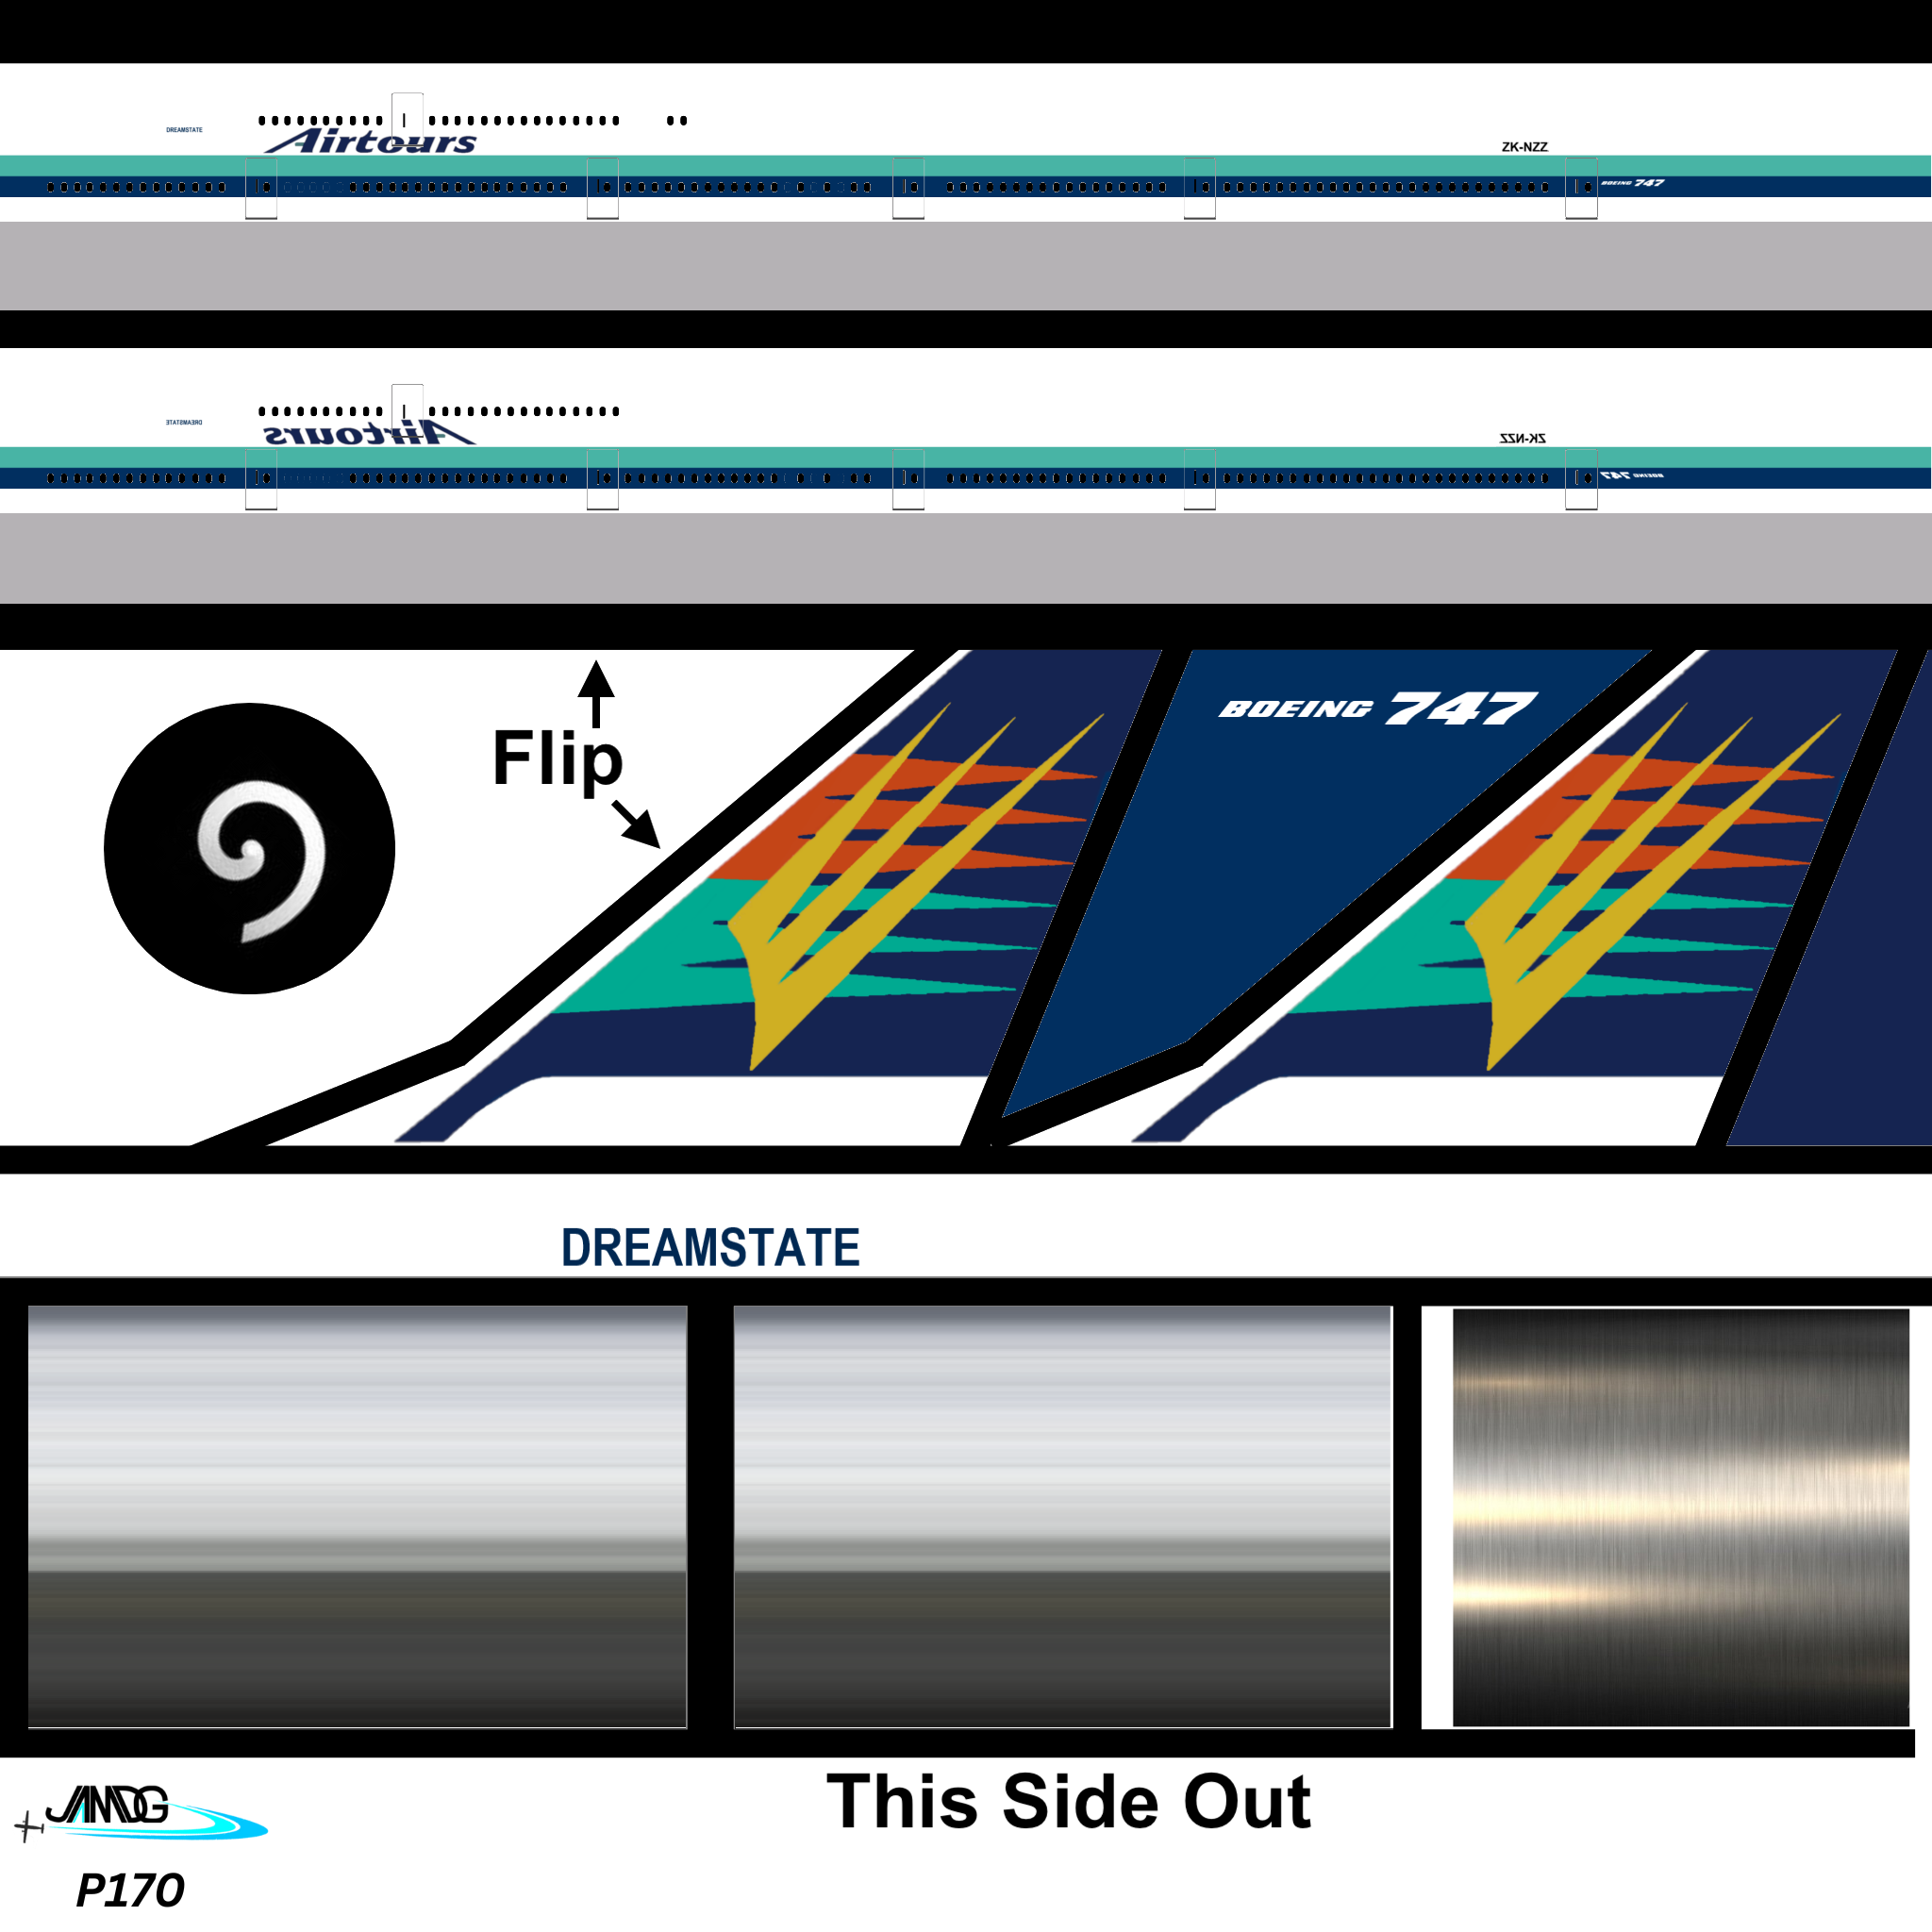 DREAMSTATE
Airtours
ZK-NZZ
BOEING 747
DREAMSTATE
Airtours
ZK-NZZ
BOEING 747
Flip
BOEING 747
DREAMSTATE
This Side Out
JAMDG
P170